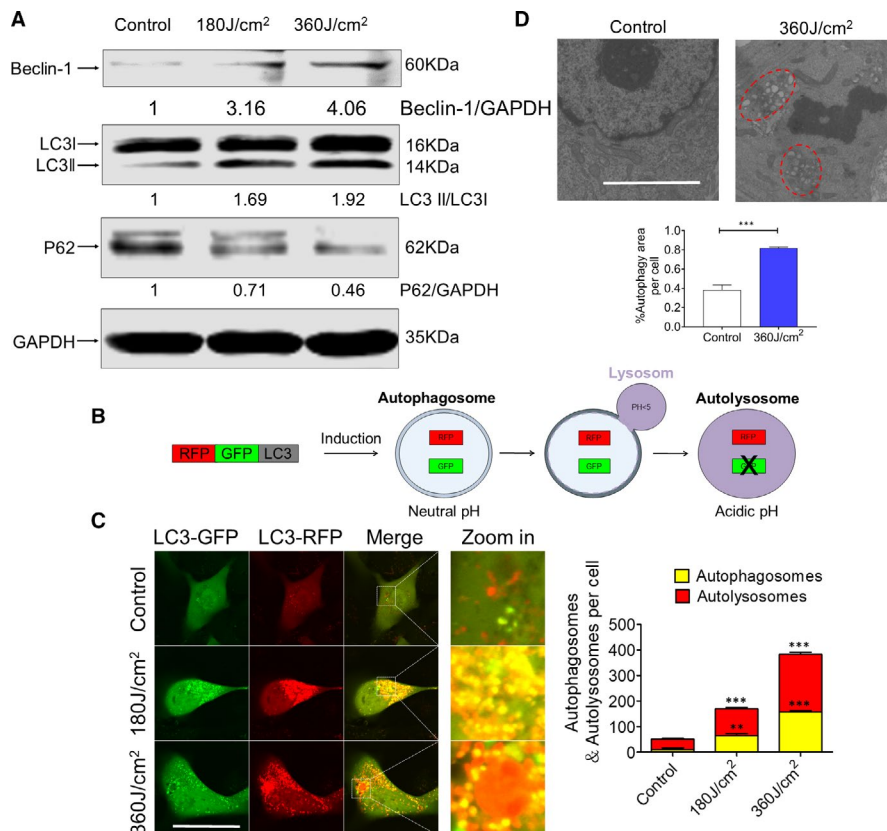 A
Control 180J/cm² 360J/cm²
Beclin-1 60KDa
1 3.16 4.06 Beclin-1/GAPDH
LC3Ⅰ 16KDa
LC3Ⅱ 14KDa
1 1.69 1.92 LC3 II/LC3I
P62 62KDa
1 0.71 0.46 P62/GAPDH
GAPDH 35KDa
D
Control 360J/cm²
%Autophagy area
per cell
1.0
0.8
0.6
0.4
0.2
0.0
***
Control 360J/cm²
B
RFP GFP LC3
Induction
Autophagosome
RFP
GFP
Neutral pH
Lysosom
PH<5
RFP
GFP
Autolysosome
RFP
X
Acidic pH
C
LC3-GFP LC3-RFP Merge Zoom in
Control
180J/cm²
360J/cm²
Autophagosomes
Autolysosomes
Autophagosomes
& Autolysosomes per cell
500
400
300
200
100
0
***
**
***
***
Control 180J/cm² 360J/cm²